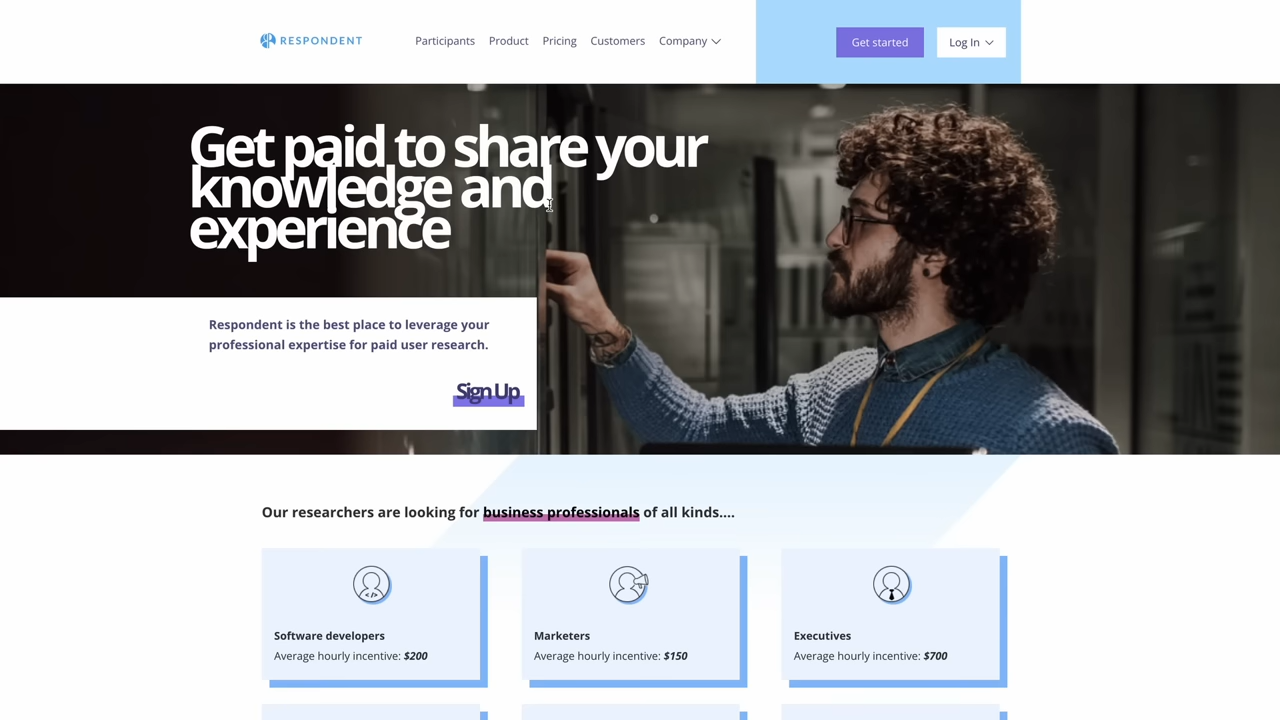 RESPONDENT
Participants
Product
Pricing
Customers
Company
Get started
Log In
Get paid to share your
knowledge and
experience
Respondent is the best place to leverage your
professional expertise for paid user research.
Sign Up
Our researchers are looking for business professionals of all kinds....
</>
Software developers
Average hourly incentive: $200
Marketers
Average hourly incentive: $150
Executives
Average hourly incentive: $700